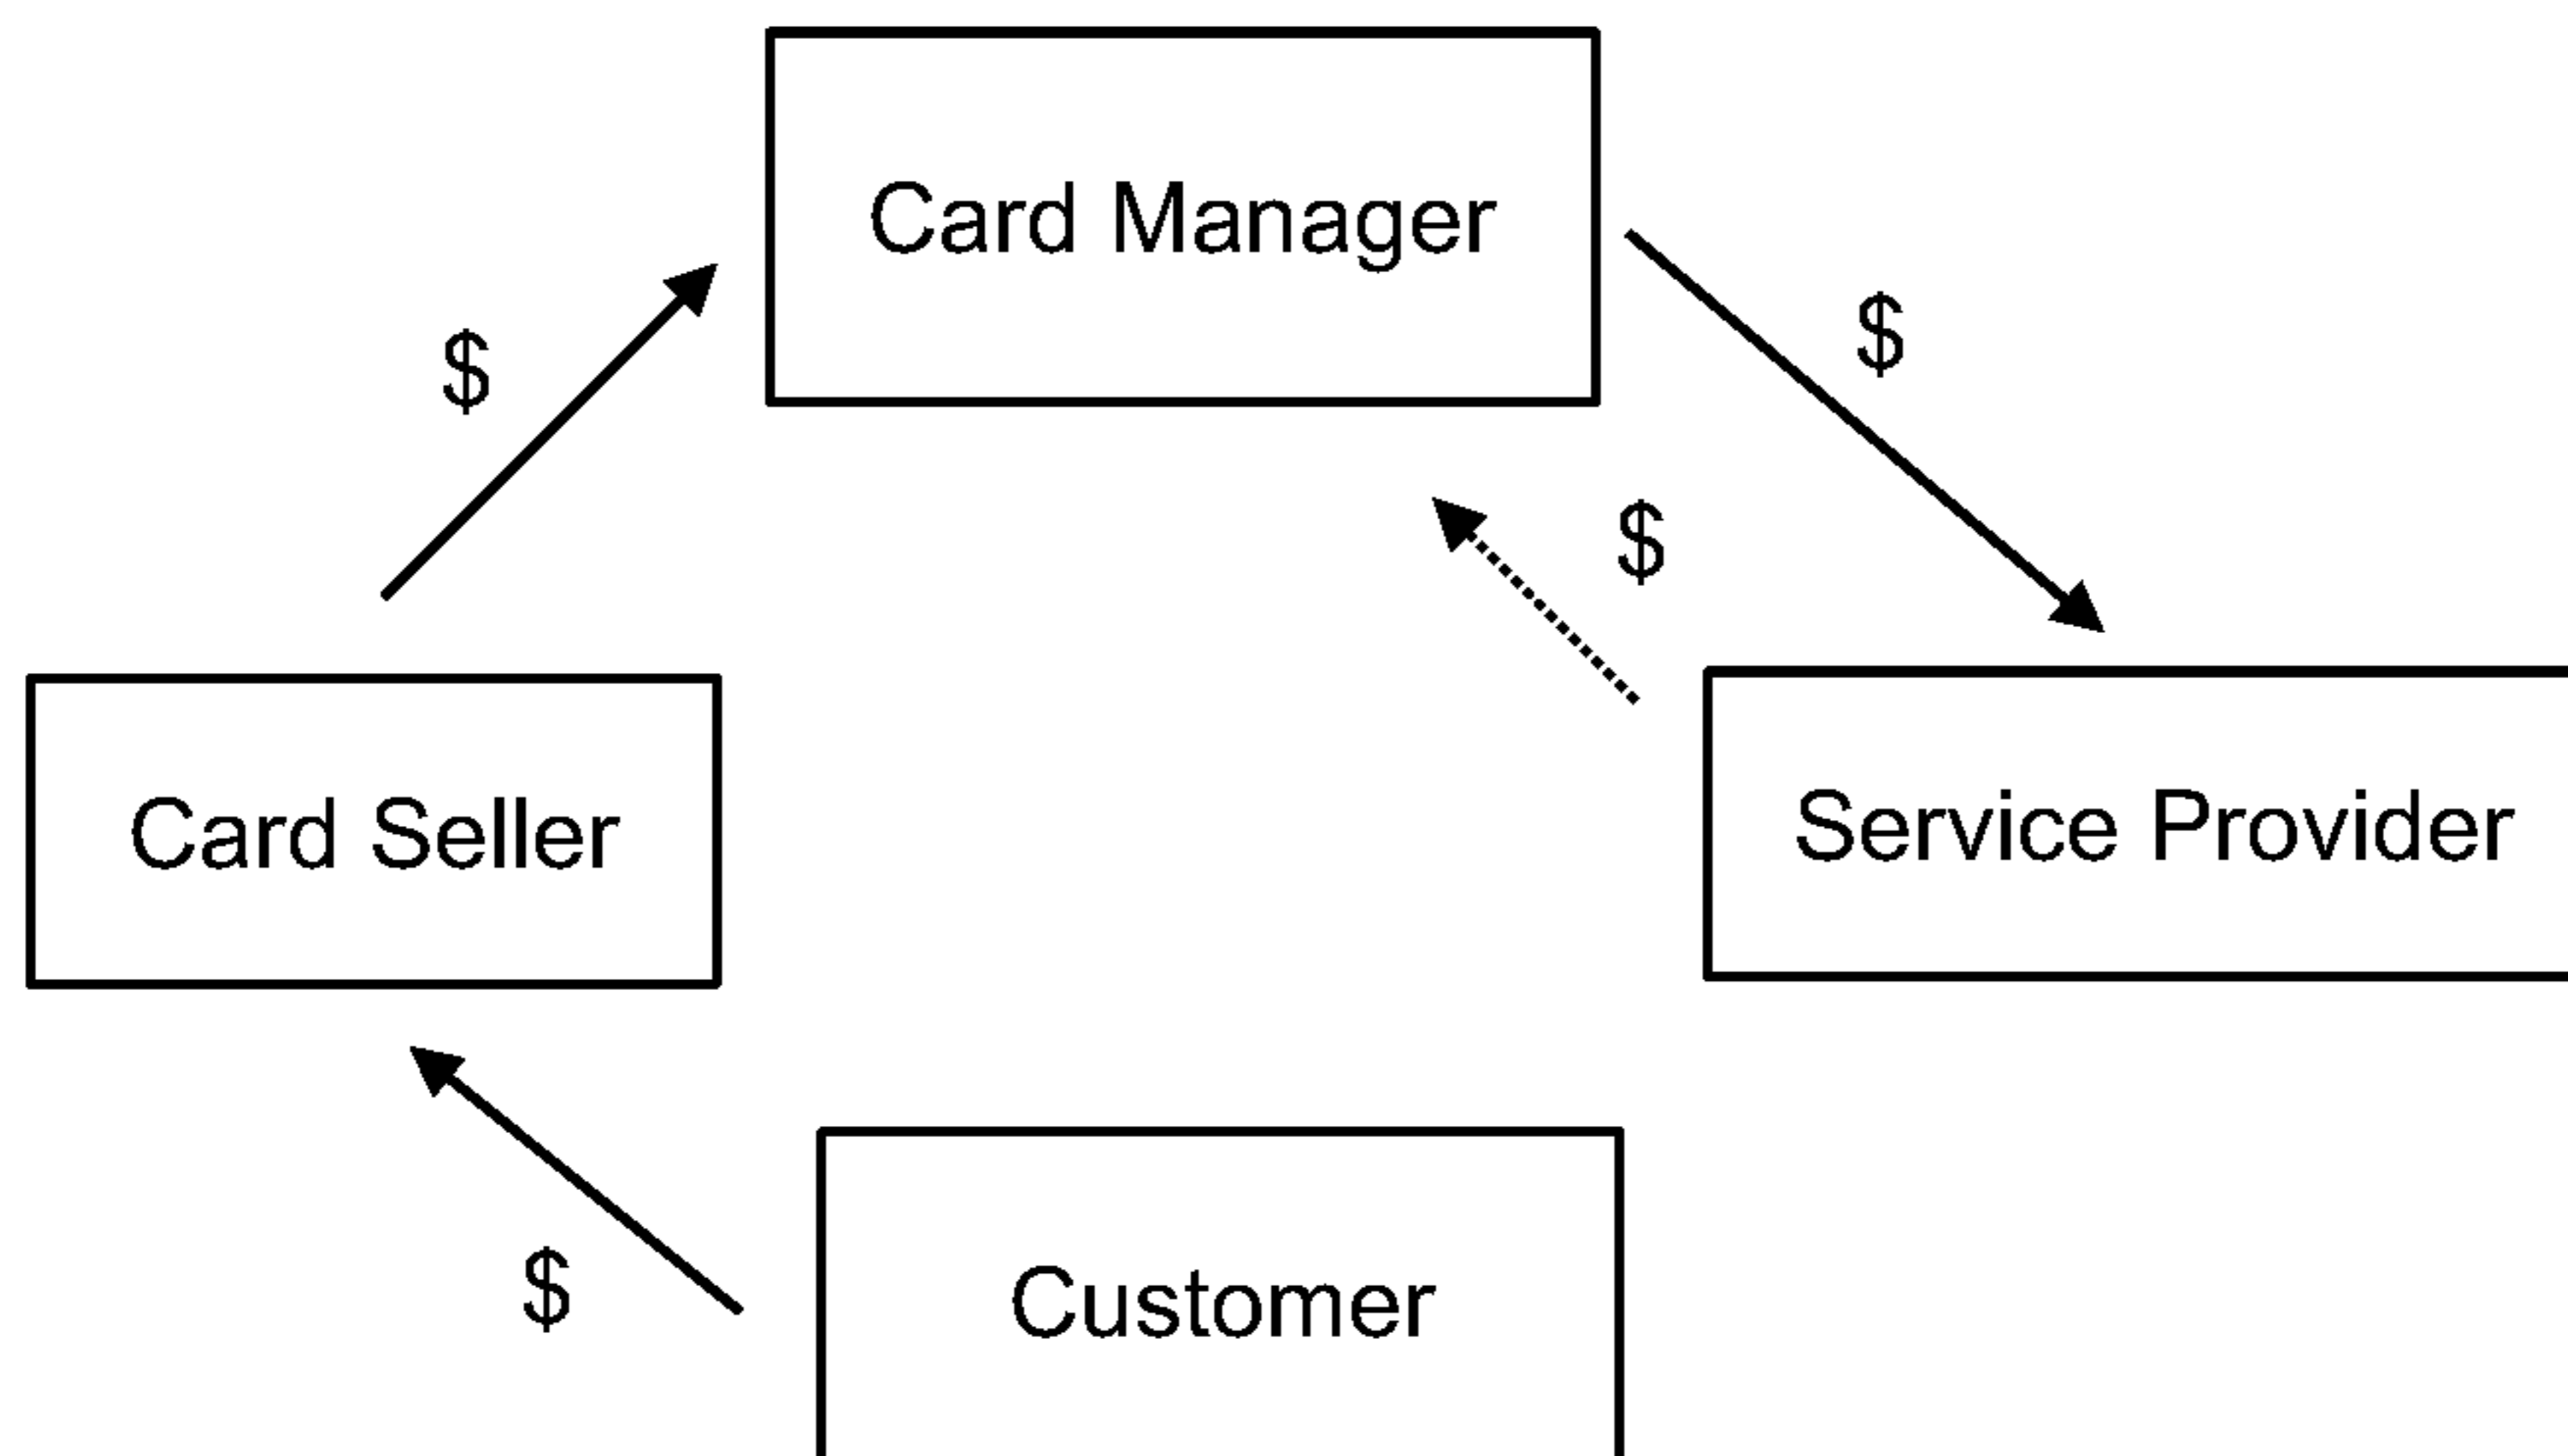 Card Manager
$
$
$
Card Seller
Service Provider
$
Customer